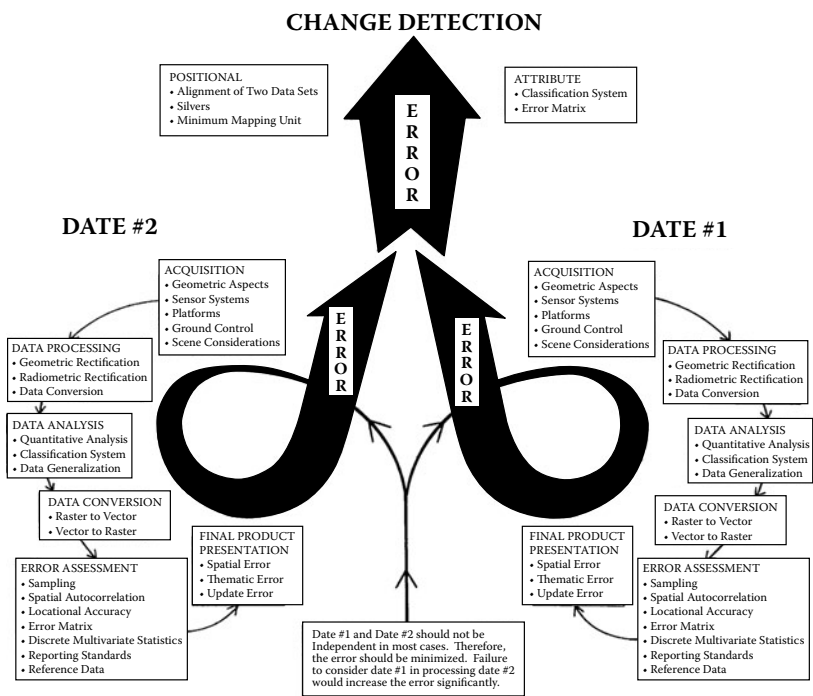 CHANGE DETECTION
POSITIONAL
• Alignment of Two Data Sets
• Silvers
• Minimum Mapping Unit
ERROR
ATTRIBUTE
• Classification System
• Error Matrix
DATE #2
ACQUISITION
• Geometric Aspects
• Sensor Systems
• Platforms
• Ground Control
• Scene Considerations
DATA PROCESSING
• Geometric Rectification
• Radiometric Rectification
• Data Conversion
DATA ANALYSIS
• Quantitative Analysis
• Classification System
• Data Generalization
DATA CONVERSION
• Raster to Vector
• Vector to Raster
ERROR ASSESSMENT
• Sampling
• Spatial Autocorrelation
• Locational Accuracy
• Error Matrix
• Discrete Multivariate Statistics
• Reporting Standards
• Reference Data
FINAL PRODUCT
PRESENTATION
• Spatial Error
• Thematic Error
• Update Error
ERROR
DATE #1
ACQUISITION
• Geometric Aspects
• Sensor Systems
• Platforms
• Ground Control
• Scene Considerations
DATA PROCESSING
• Geometric Rectification
• Radiometric Rectification
• Data Conversion
DATA ANALYSIS
• Quantitative Analysis
• Classification System
• Data Generalization
DATA CONVERSION
• Raster to Vector
• Vector to Raster
ERROR ASSESSMENT
• Sampling
• Spatial Autocorrelation
• Locational Accuracy
• Error Matrix
• Discrete Multivariate Statistics
• Reporting Standards
• Reference Data
FINAL PRODUCT
PRESENTATION
• Spatial Error
• Thematic Error
• Update Error
ERROR
Date #1 and Date #2 should not be
Independent in most cases. Therefore,
the error should be minimized. Failure
to consider date #1 in processing date #2
would increase the error significantly.